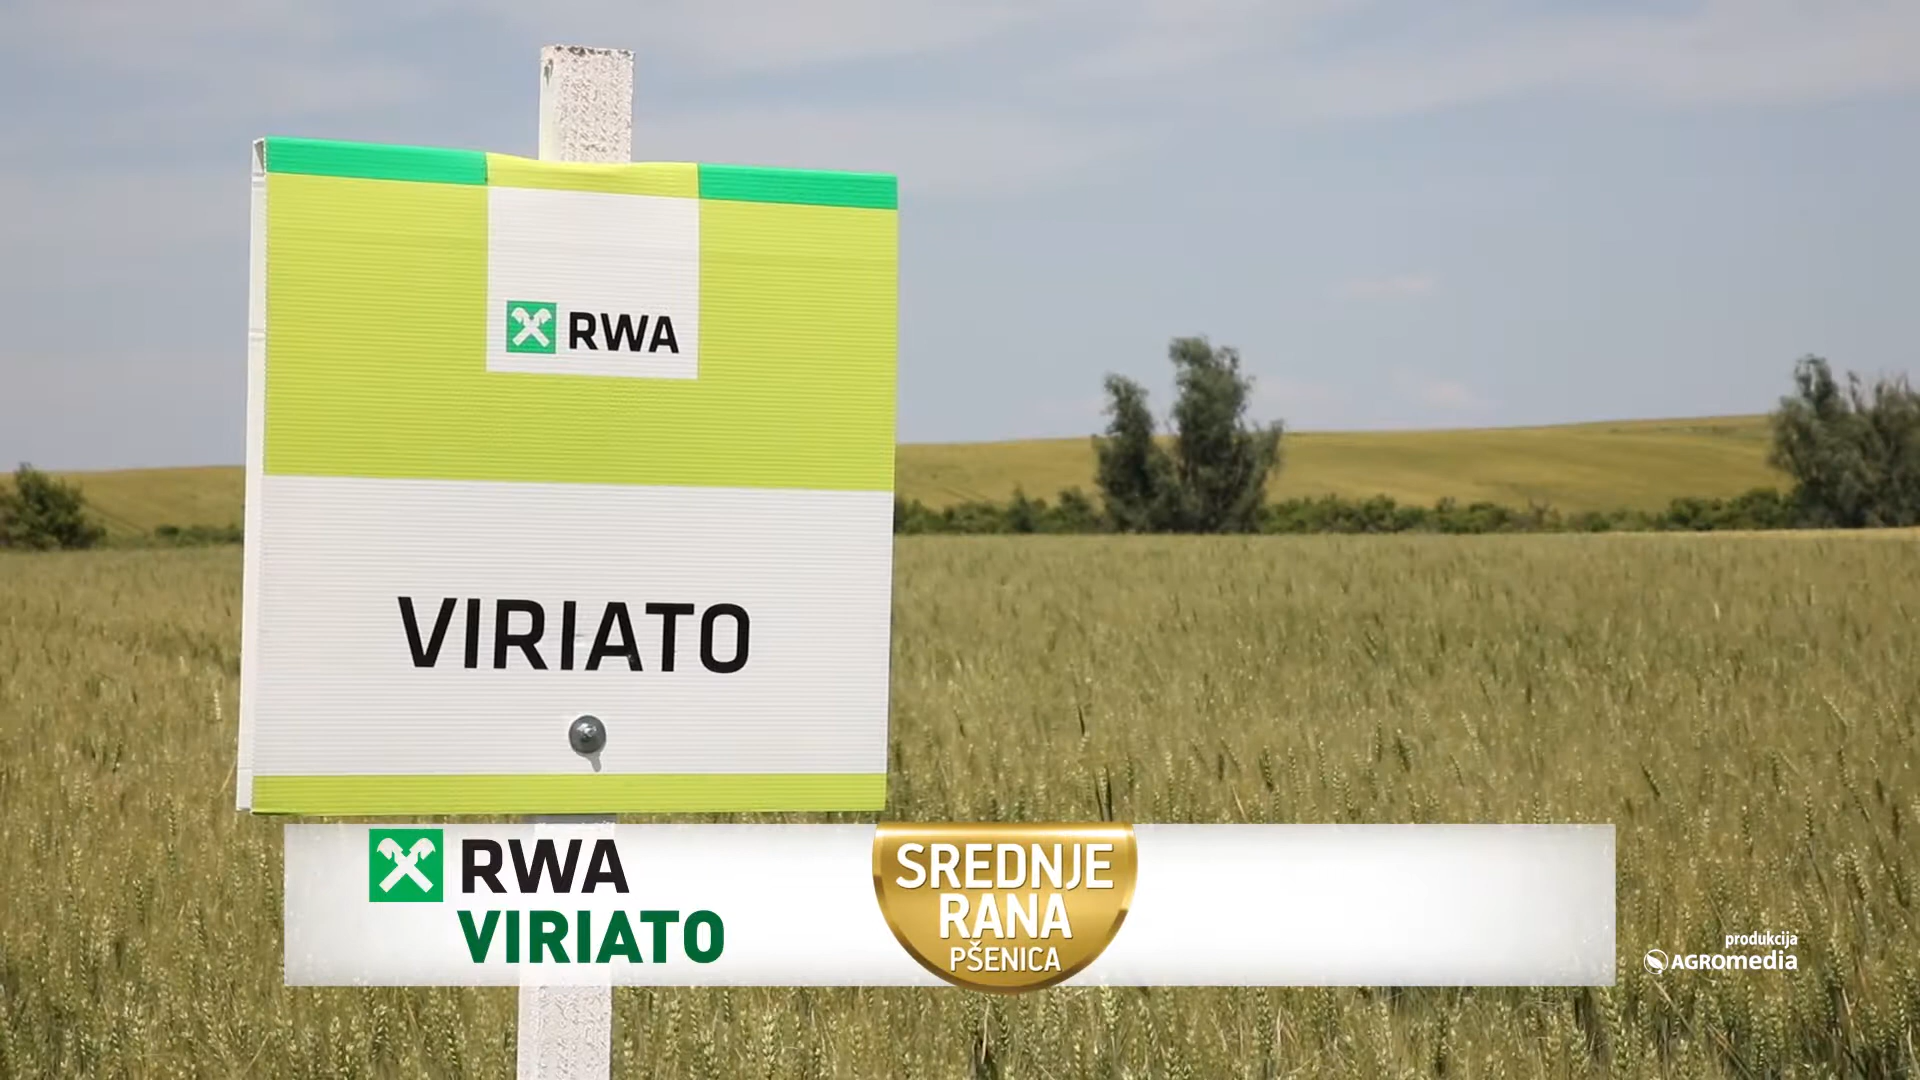 RWA
VIRIATO
RWA
VIRIATO
SREDNJE
RANA
PŠENICA
produkcija
AGROmedia